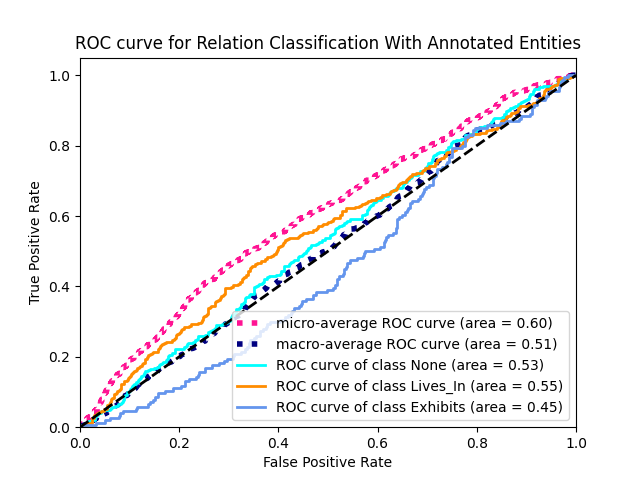 ROC curve for Relation Classification With Annotated Entities
True Positive Rate
1.0
0.8
0.6
0.4
0.2
0.0
micro-average ROC curve (area = 0.60)
macro-average ROC curve (area = 0.51)
ROC curve of class None (area = 0.53)
ROC curve of class Lives_In (area = 0.55)
ROC curve of class Exhibits (area = 0.45)
0.0 0.2 0.4 0.6 0.8 1.0
False Positive Rate